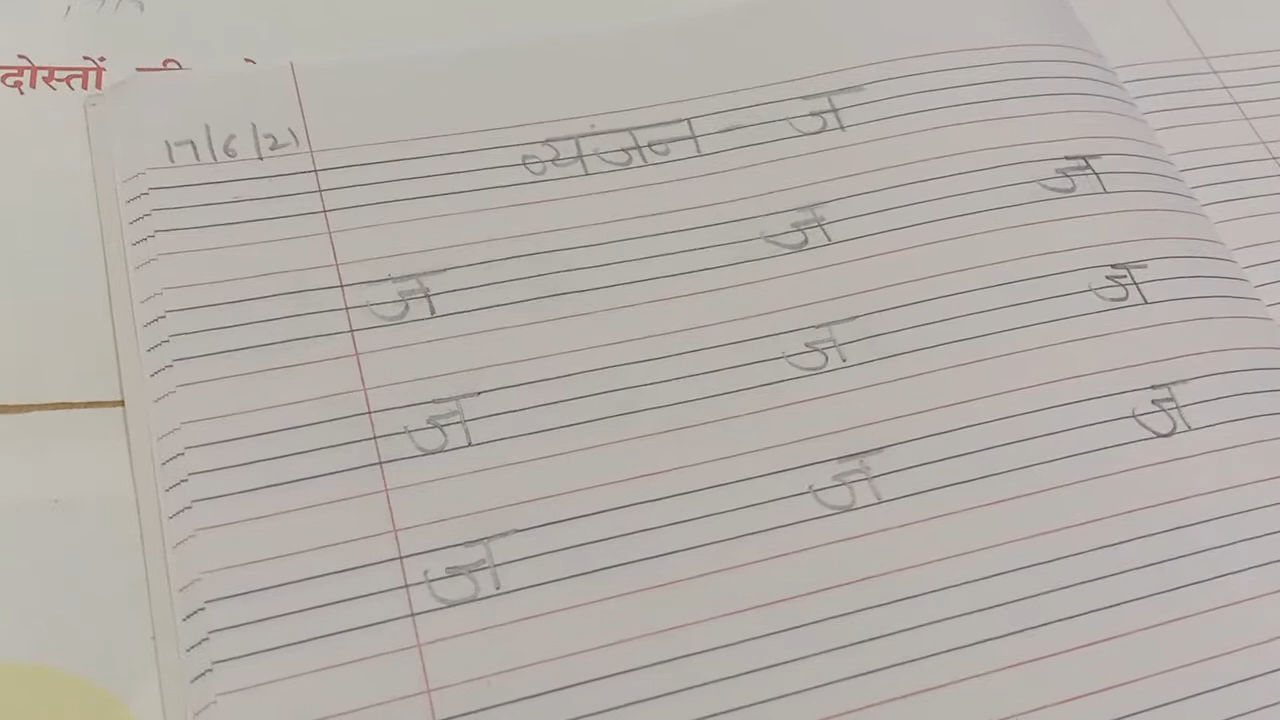 दोस्तों
17/6/21
व्यंजन - ज
ज ज ज
ज ज ज
ज ज ज